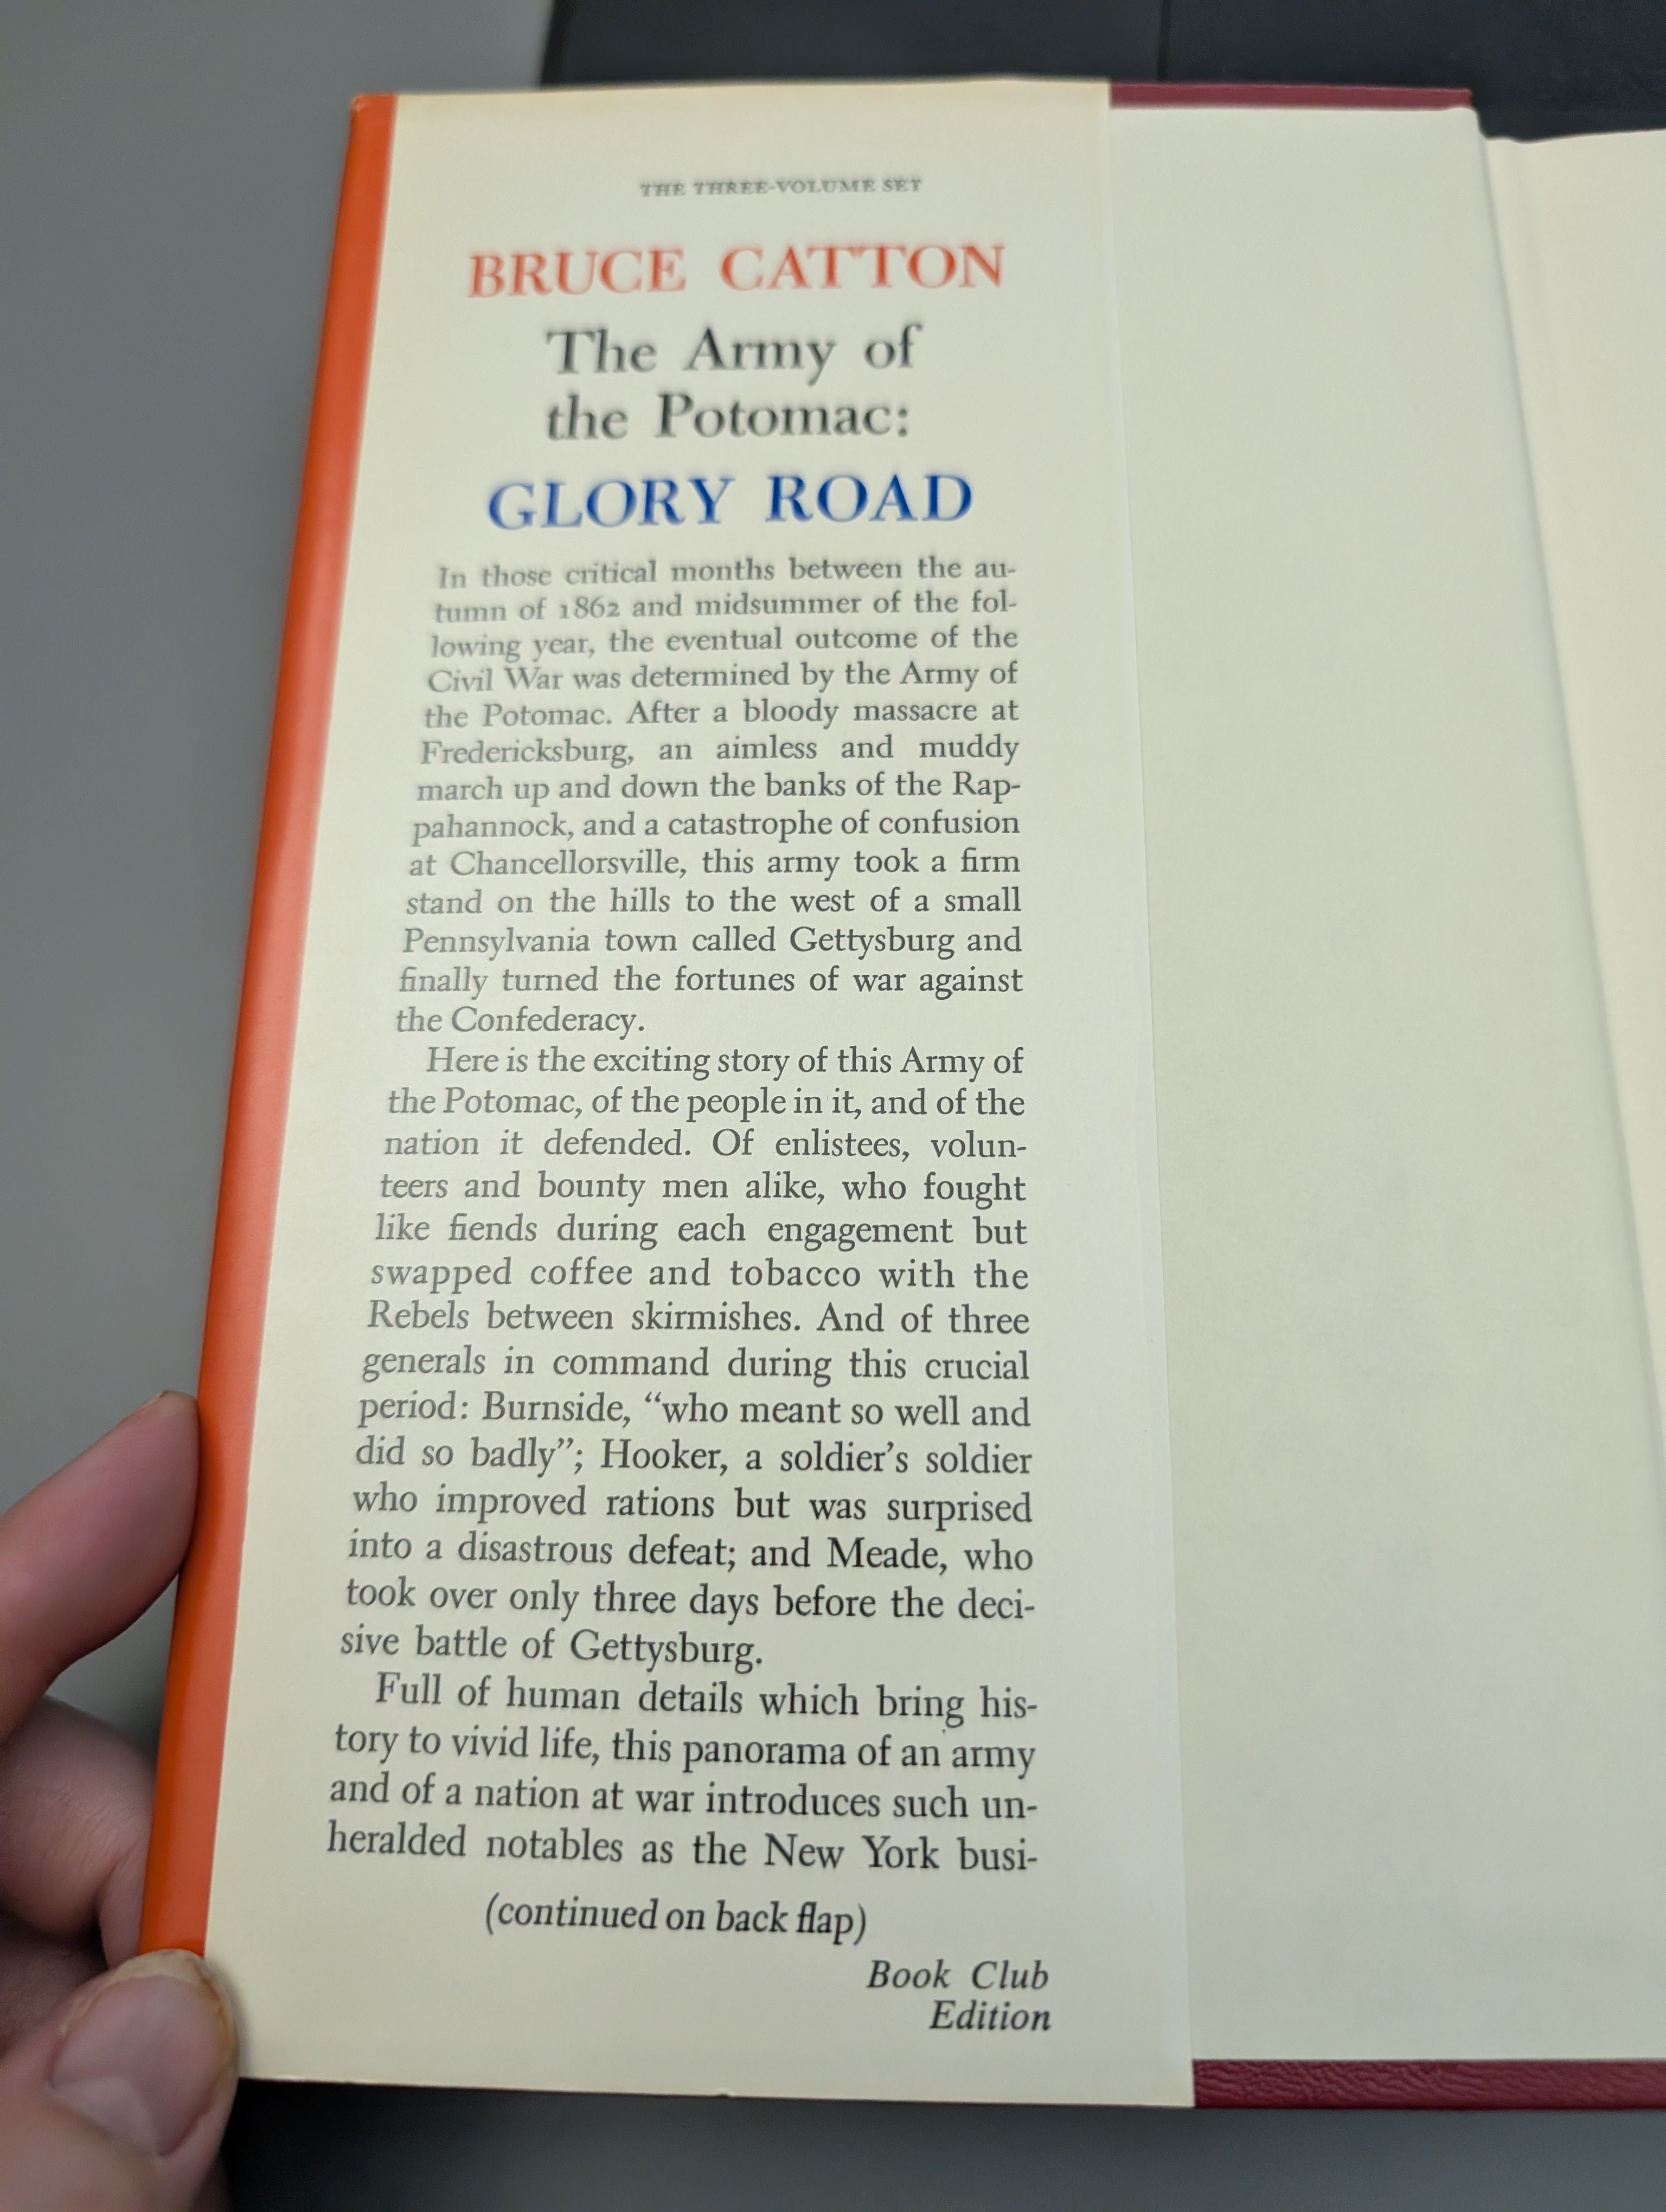 THE THREE-VOLUME SET
BRUCE CATTON
The Army of
the Potomac:
GLORY ROAD
In those critical months between the au-
tumn of 1862 and midsummer of the fol-
lowing year, the eventual outcome of the
Civil War was determined by the Army of
the Potomac. After a bloody massacre at
Fredericksburg, an aimless and muddy
march up and down the banks of the Rap-
pahannock, and a catastrophe of confusion
at Chancellorsville, this army took a firm
stand on the hills to the west of a small
Pennsylvania town called Gettysburg and
finally turned the fortunes of war against
the Confederacy.
Here is the exciting story of this Army of
the Potomac, of the people in it, and of the
nation it defended. Of enlistees, volun-
teers and bounty men alike, who fought
like fiends during each engagement but
swapped coffee and tobacco with the
Rebels between skirmishes. And of three
generals in command during this crucial
period: Burnside, “who meant so well and
did so badly”; Hooker, a soldier’s soldier
who improved rations but was surprised
into a disastrous defeat; and Meade, who
took over only three days before the deci-
sive battle of Gettysburg.
Full of human details which bring his-
tory to vivid life, this panorama of an army
and of a nation at war introduces such un-
heralded notables as the New York busi-
(continued on back flap)
Book Club
Edition